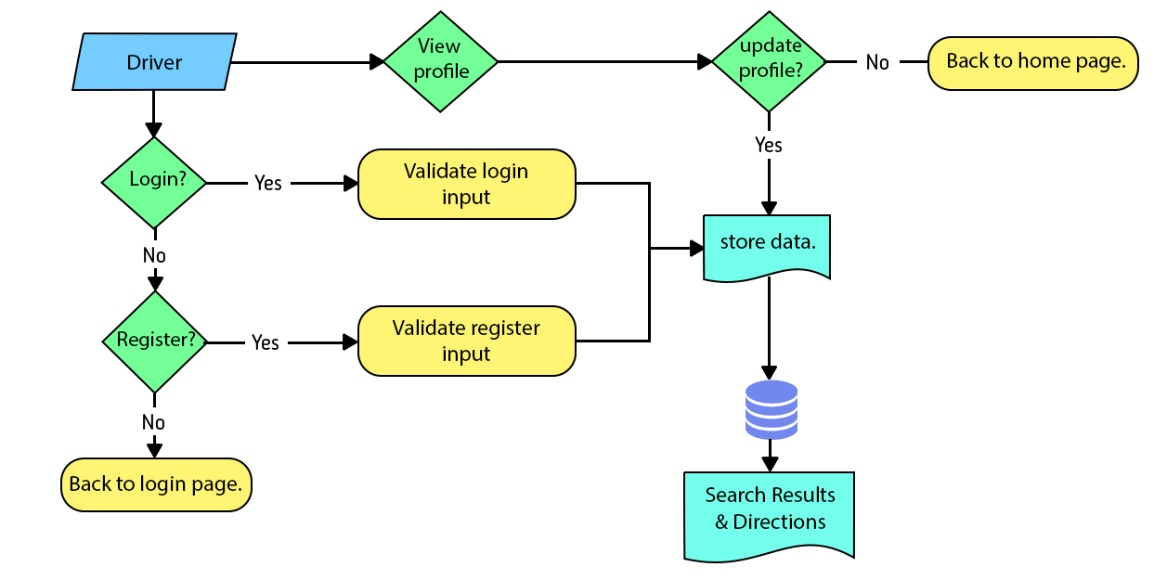 Driver
View
profile
update
profile?
No
Back to home page.
Yes
Login?
Yes
Validate login
input
store data.
No
Register?
Yes
Validate register
input
No
Back to login page.
Search Results
& Directions